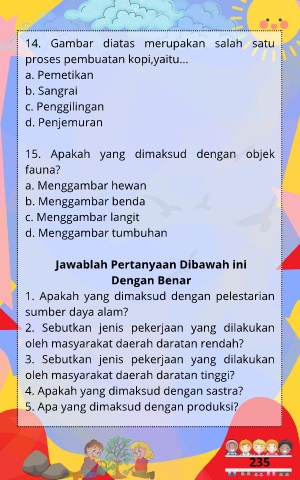 14. Gambar diatas merupakan salah satu
proses pembuatan kopi,yaitu...
a. Pemetikan
b. Sangrai
c. Penggilingan
d. Penjemuran
15. Apakah yang dimaksud dengan objek
fauna?
a. Menggambar hewan
b. Menggambar benda
c. Menggambar langit
d. Menggambar tumbuhan
Jawablah Pertanyaan Dibawah ini
Dengan Benar
1. Apakah yang dimaksud dengan pelestarian
sumber daya alam?
2. Sebutkan jenis pekerjaan yang dilakukan
oleh masyarakat daerah daratan rendah?
3. Sebutkan jenis pekerjaan yang dilakukan
oleh masyarakat daerah daratan tinggi?
4. Apakah yang dimaksud dengan sastra?
5. Apa yang dimaksud dengan produksi?
235